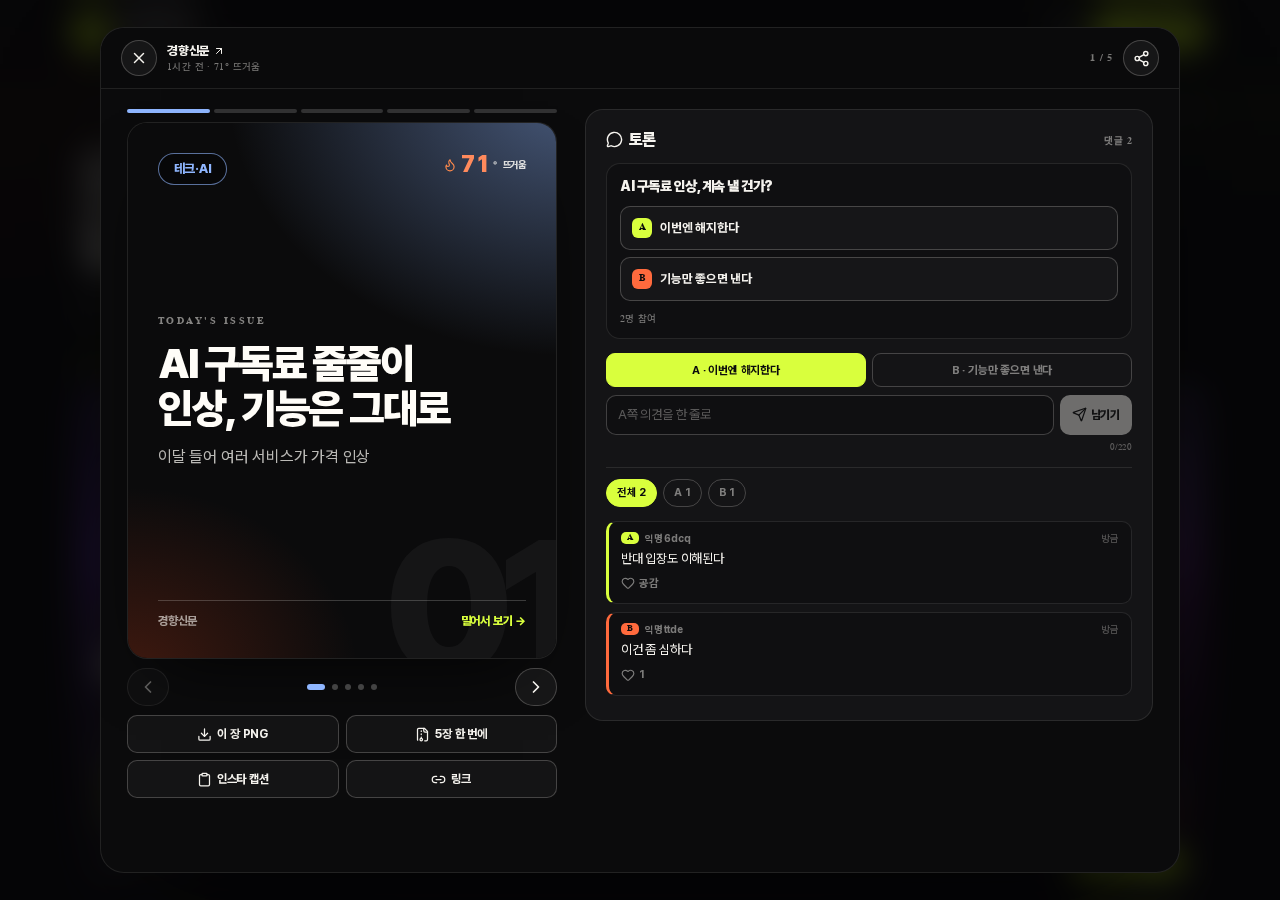 경향신문
1시간 전 · 71° 뜨거움
1 / 5
테크·AI
71° 뜨거움
TODAY'S ISSUE
AI 구독료 줄줄이
인상, 기능은 그대로
이달 들어 여러 서비스가 가격 인상
01
경향신문
밀어서 보기 →
이 장 PNG
5장 한 번에
인스타 캡션
링크
토론
댓글 2
AI 구독료 인상, 계속 낼 건가?
A 이번엔 해지한다
B 기능만 좋으면 낸다
2명 참여
A · 이번엔 해지한다
B · 기능만 좋으면 낸다
A쪽 의견을 한 줄로
남기기
0/220
전체 2
A 1
B 1
A 익명6dcq
방금
반대 입장도 이해된다
공감
B 익명ttde
방금
이건 좀 심하다
1